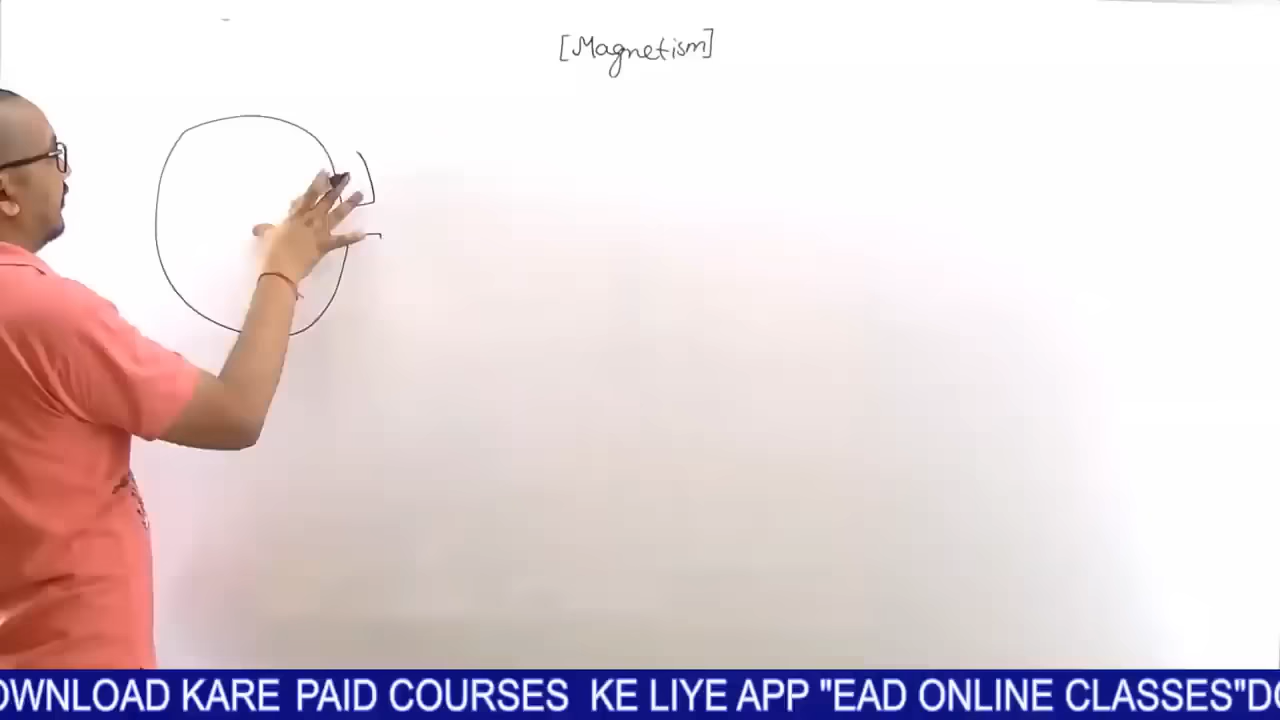 [Magnetism]
OWNLOAD KARE PAID COURSES KE LIYE APP "EAD ONLINE CLASSES"DO